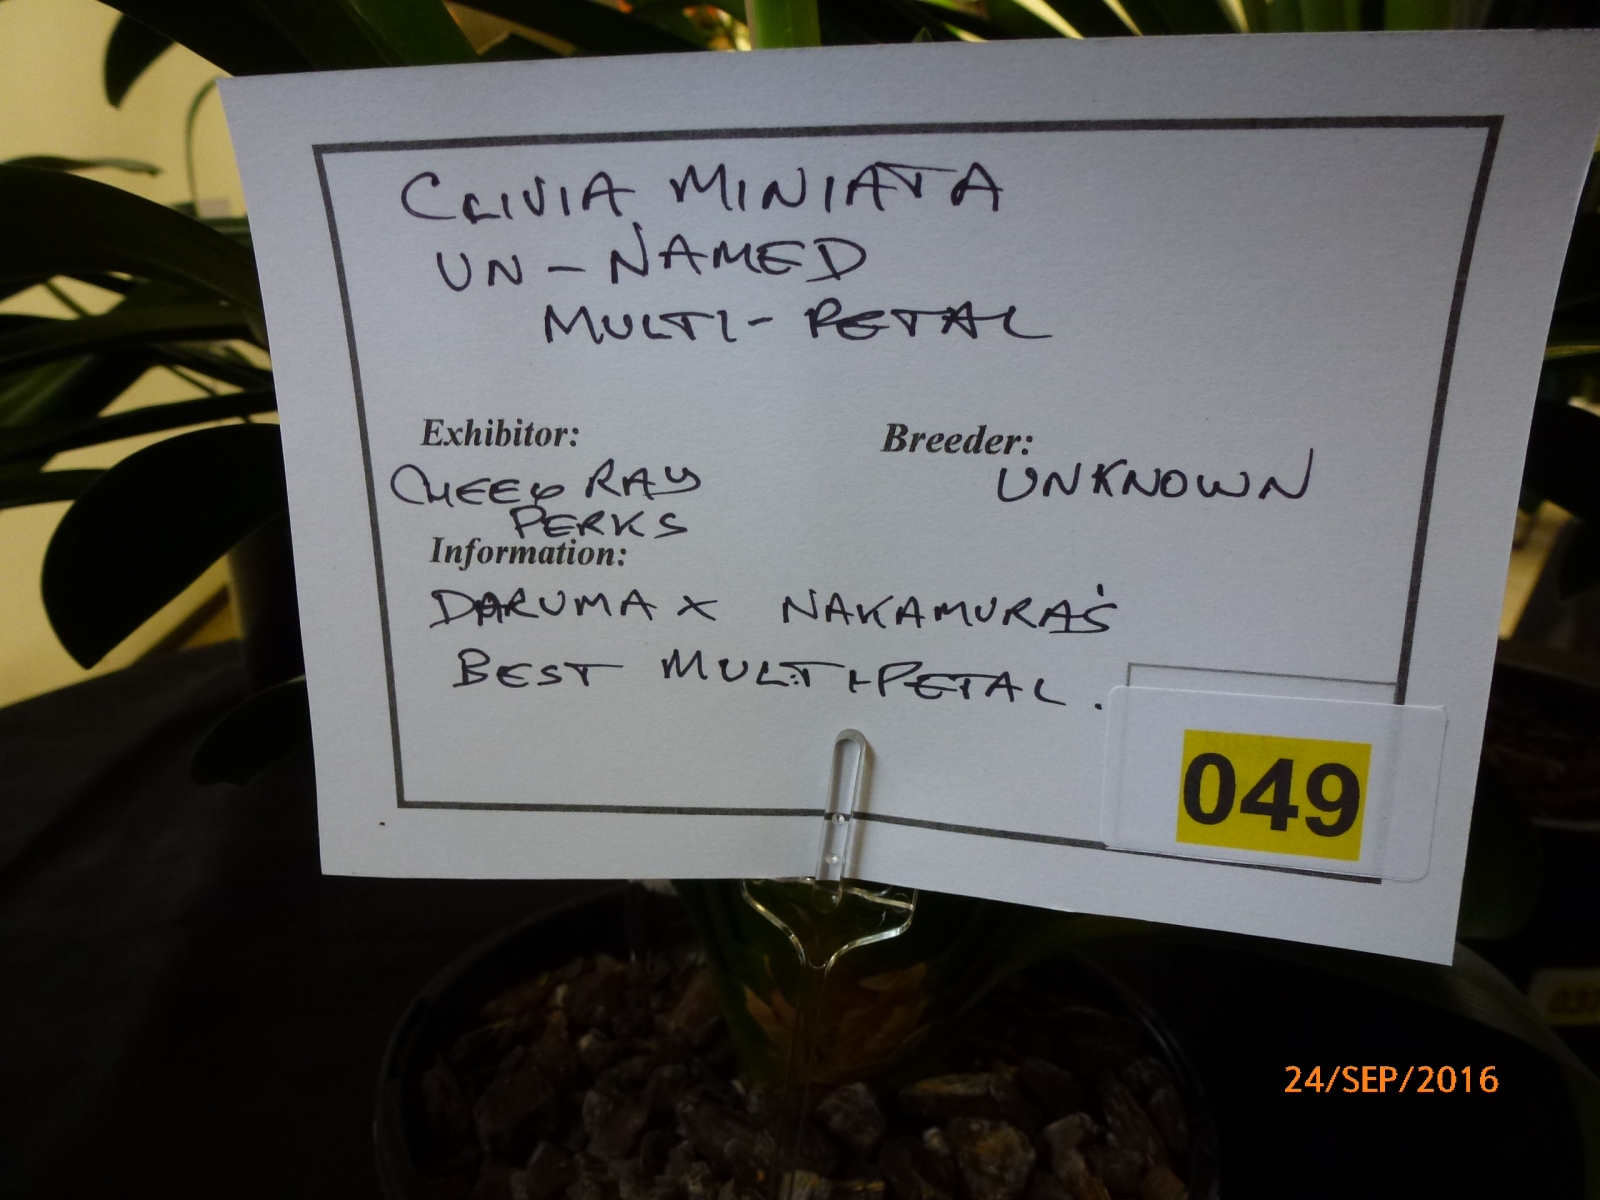 CLIVIA MINIATA
UN-NAMED
MULTI-PETAL
Exhibitor:
Breeder:
RAY
UNKNOWN
PERKS
Information:
DARUMA X NAKAMURA'S
BEST MULTI-PETAL.
049
24/SEP/2016